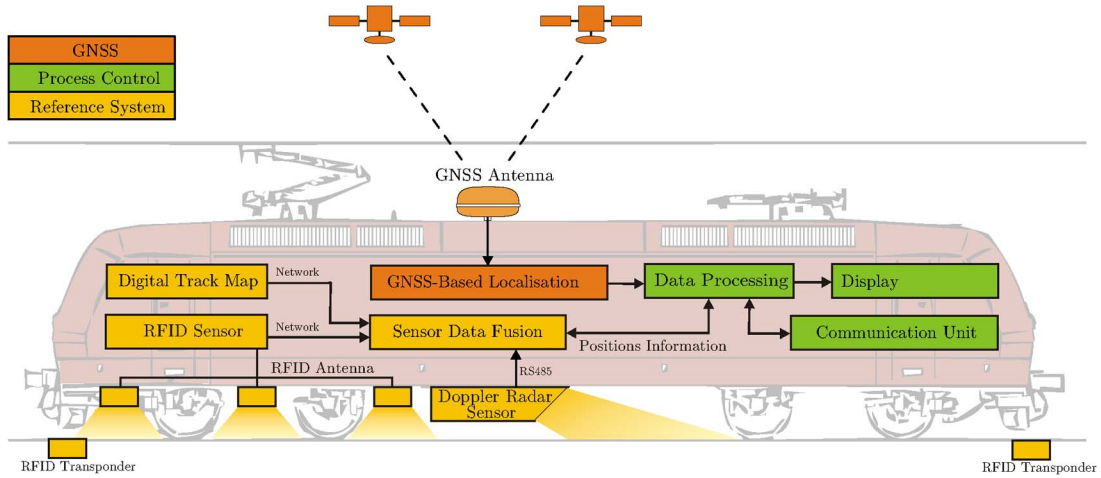 GNSS
Process Control
Reference System
GNSS Antenna
Digital Track Map
Network
GNSS-Based Localisation
Data Processing
Display
RFID Sensor
Network
Sensor Data Fusion
Positions Information
Communication Unit
RFID Antenna
RS485
Doppler Radar
Sensor
RFID Transponder
RFID Transponder